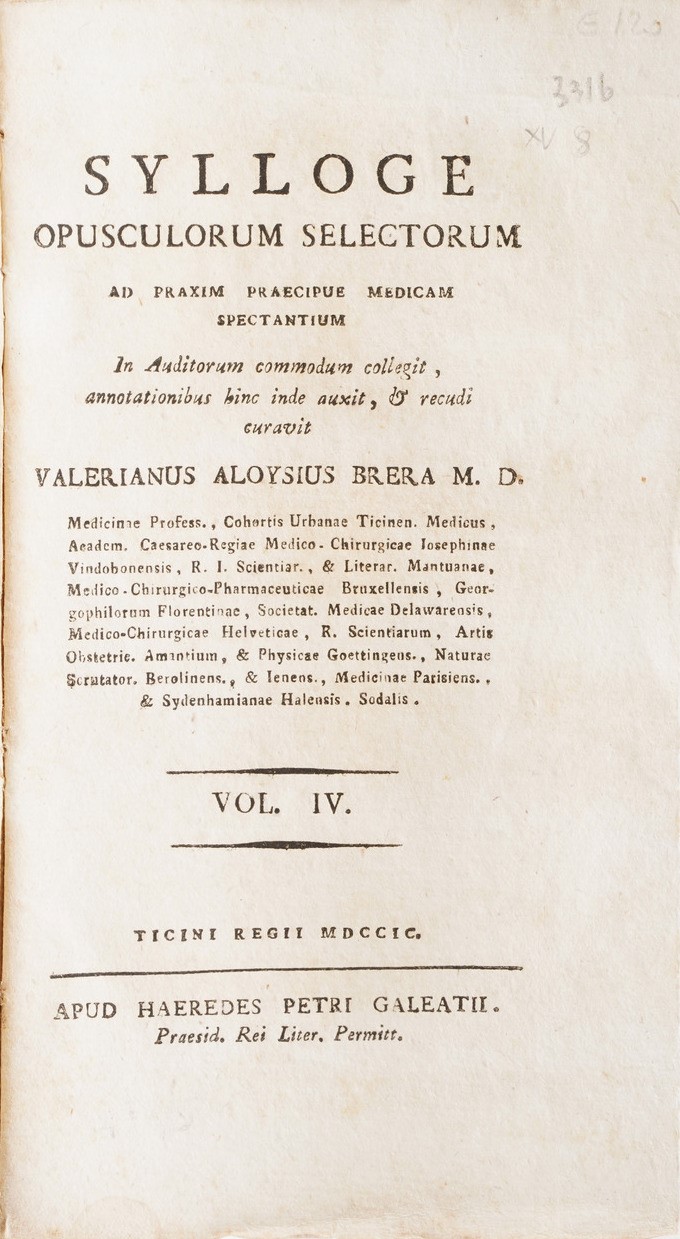 3316
XV 8
SYLLOGE
OPUSCULORUM SELECTORUM
AD PRAXIM PRAECIPUE MEDICAM
SPECTANTIUM
In Auditorum commodum collegit ,
annotationibus hinc inde auxit , & recudi
curavit
VALERIANUS ALOYSIUS BRERA M. D.
Medicinae Profess. , Cohortis Urbanae Ticinen. Medicus ,
Academ. Caesareo-Regiae Medico - Chirurgicae Iosephinae
Vindobonensis , R. I. Scientiar. , & Literar. Mantuanae ,
Medico - Chirurgico-Pharmaceuticae Bruxellensis , Geor-
gophilorum Florentinae , Societat. Medicae Delawarensis ,
Medico-Chirurgicae Helveticae , R. Scientiarum , Artis
Obstetric. Amantium , & Physicae Goettingens. , Naturae
Scrutator. Berolinens. , & Ienens. , Medicinae Parisiens. ,
& Sydenhamianae Halensis . Sodalis .
VOL. IV.
TICINI REGII MDCCIC.
APUD HAEREDES PETRI GALEATII.
Praesid. Rei Liter. Permitt.